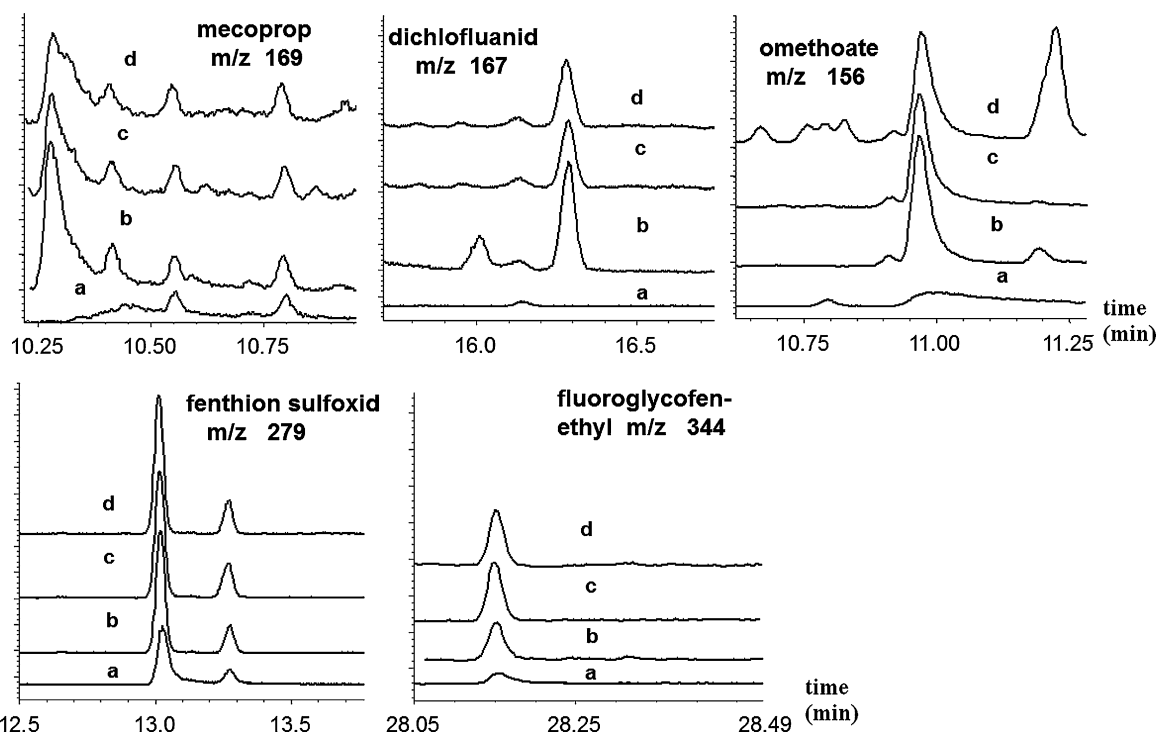 mecoprop
m/z 169
d
c
b
a
10.25 10.50 10.75
dichlofluanid
m/z 167
d
c
b
a
16.0 16.5
omethoate
m/z 156
d
c
b
a
10.75 11.00 11.25
time
(min)
fenthion sulfoxid
m/z 279
d
c
b
a
12.5 13.0 13.5
fluoroglycofen-
ethyl m/z 344
d
c
b
a
28.05 28.25 28.49
time
(min)